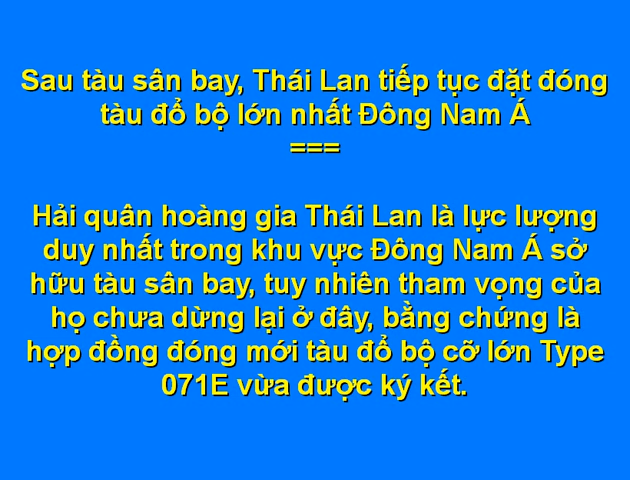 Sau tàu sân bay, Thái Lan tiếp tục đặt đóng
tàu đổ bộ lớn nhất Đông Nam Á
===
Hải quân hoàng gia Thái Lan là lực lượng
duy nhất trong khu vực Đông Nam Á sở
hữu tàu sân bay, tuy nhiên tham vọng của
họ chưa dừng lại ở đây, bằng chứng là
hợp đồng đóng mới tàu đổ bộ cỡ lớn Type
071E vừa được ký kết.